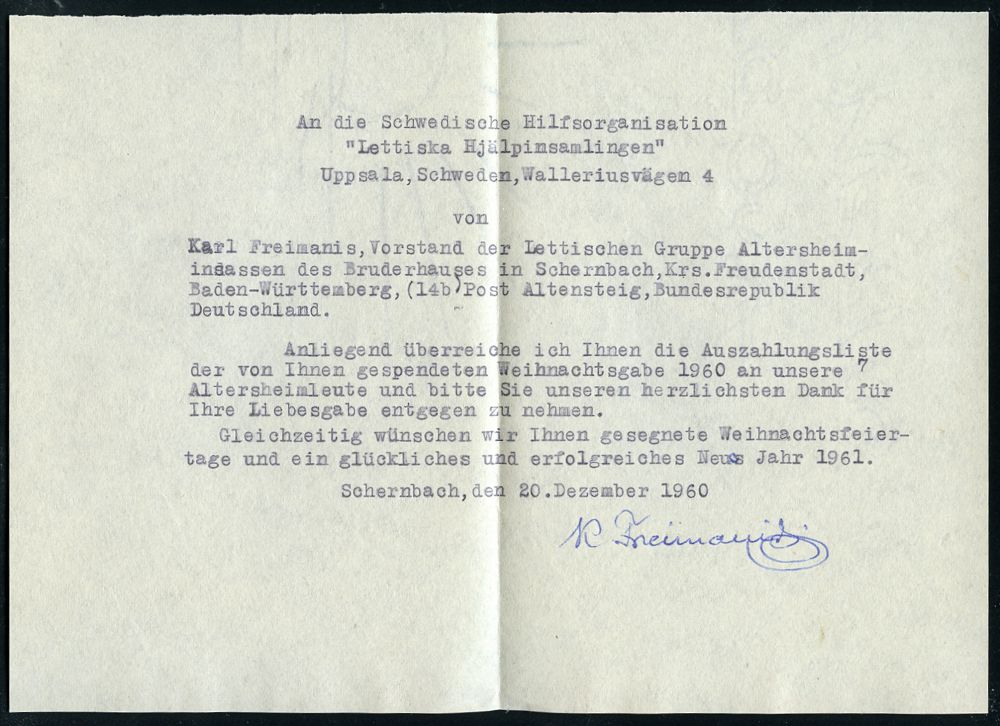 An die Schwedische Hilfsorganisation
"Lettiska Hjälpinsamlingen"
Uppsala,Schweden,Walleriusvägem 4
von
Karl Freimanis,Vorstand der Lettischen Gruppe Altersheim-
insassen des Bruderhauses in Schernbach,Krs.Freudenstadt,
Baden-Württemberg,(14b)Post Altensteig,Bundesrepublik
Deutschland.
Anliegend überreiche ich Ihnen die Auszahlungsliste
der von Ihnen gespendeten Weihnachtsgabe 1960 an unsere 7
Altersheimleute und bitte Sie unseren herzlichsten Dank für
Ihre Liebesgabe entgegen zu nehmen.
Gleichzeitig wünschen wir Ihnen gesegnete Weihnachtsfeier-
tage und ein glückliches und erfolgreiches Neues Jahr 1961.
Schernbach,den 20.Dezember 1960
K Freimanis